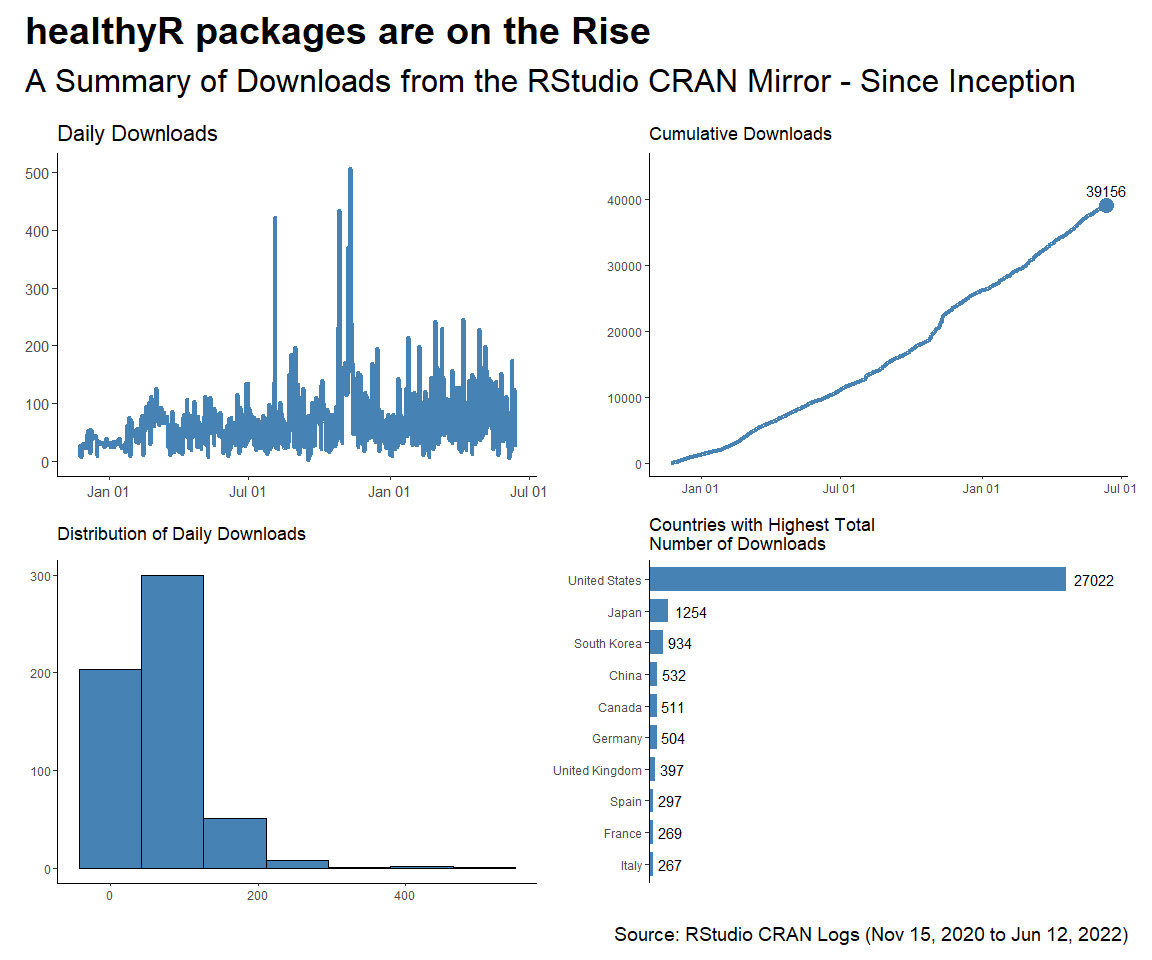 healthyR packages are on the Rise
A Summary of Downloads from the RStudio CRAN Mirror - Since Inception
Daily Downloads
500
400
300
200
100
0
Jan 01 Jul 01 Jan 01 Jul 01
Cumulative Downloads
39156
40000
30000
20000
10000
0
Jan 01 Jul 01 Jan 01 Jul 01
Distribution of Daily Downloads
300
200
100
0
0 200 400
Countries with Highest Total
Number of Downloads
United States 27022
Japan 1254
South Korea 934
China 532
Canada 511
Germany 504
United Kingdom 397
Spain 297
France 269
Italy 267
Source: RStudio CRAN Logs (Nov 15, 2020 to Jun 12, 2022)